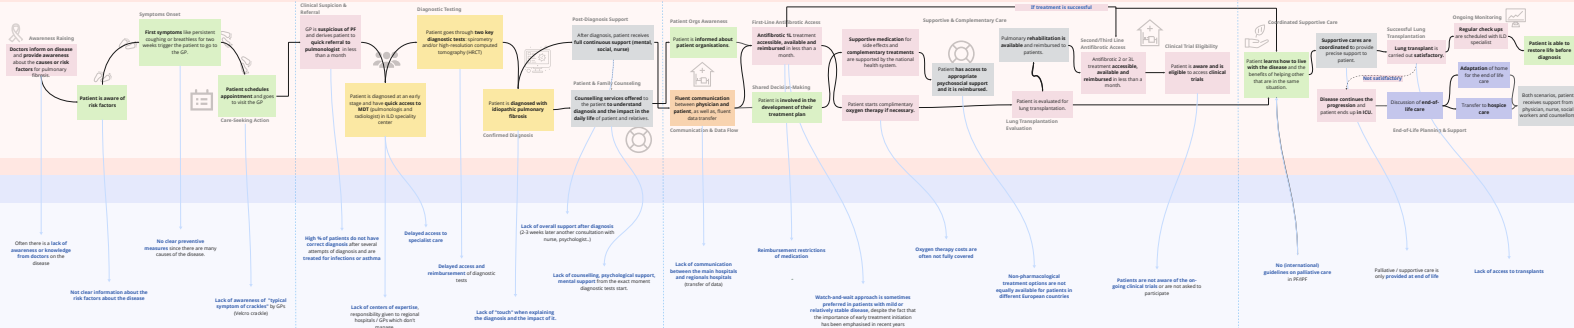 If treatment is successful
Clinical Suspicion &
Referral
Symptoms Onset
Diagnostic Testing
Post-Diagnosis Support
Patient Orgs Awareness
First-Line Antifibrotic Access
Supportive & Complementary Care
Coordinated Supportive Care
Ongoing Monitoring
Awareness Raising
Doctors inform on disease
and provide awareness
about the causes or risk
factors for pulmonary
fibrosis.
Patient is aware of
risk factors
First symptoms like persistent
coughing or breathless for two
weeks trigger the patient to go to
the GP.
Patient schedules
appointment and goes
to visit the GP
Care-Seeking Action
GP is suspicious of PF
and derives patient to
quick referral to
pulmonologist in less
than a month
Patient is diagnosed at an early
stage and have quick access to
MDT (pulmonologis and
radiologist) in ILD speciality
center
Patient goes through two key
diagnostic tests: spirometry
and/or high-resolution computed
tomography (HRCT)
Patient is diagnosed with
idiopathic pulmonary
fibrosis
Confirmed Diagnosis
After diagnosis, patient receives
full continuous support (mental,
social, nurse)
Patient & Family Counseling
Counselling services offered to
the patient to understand
diagnosis and the impact in the
daily life of patient and relatives.
Patient is informed about
patient organisations.
Fluent communication
between physician and
patient, as well as, fluent
data transfer
Communication & Data Flow
Antifibrotic 1L treatment
accessible, available and
reimbursed in less than a
month.
Shared Decision-Making
Patient is involved in the
development of their
treatment plan
Supportive medication for
side effects and
complementary treatments
are supported by the national
health system.
Patient starts complimentary
oxygen therapy if necessary.
Patient has access to
appropriate
psychosocial support
and it is reimbursed.
Pulmonary rehabilitation is
available and reimbursed to
patients.
Patient is evaluated for
lung transplantation.
Lung Transplantation
Evaluation
Second/Third Line
Antifibrotic Access
Antifibrotic 2 or 3L
treatment accessible,
available and
reimbursed in less than a
month.
Clinical Trial Eligibility
Patient is aware and is
eligible to access clinical
trials
Patient learns how to live
with the disease and the
benefits of helping other
that are in the same
situation.
Supportive cares are
coordinated to provide
precise support to
patient.
Disease continues the
progression and
patient ends up in ICU.
Successful Lung
Transplantation
Lung transplant is
carried out satisfactory.
Not satisfactory
Discussion of end-of-
life care
Regular checkups
are scheduled with ILD
specialist
Adaptation of home
for the end of life
care
Transfer to hospice
care
End-of-Life Planning & Support
Patient is able to
restore life before
diagnosis
Both scenarios, patient
receives support from
physician, nurse, social
workers and counsellors
Often there is a lack of
awareness or knowledge
from doctors on the
disease
Not clear information about the
risk factors about the disease
No clear preventive
measures since there are many
causes of the disease.
Lack of awareness of "typical
symptom of crackles" by GPs
(Velcro crackle)
High % of patients do not have
correct diagnosis after several
attempts of diagnosis and are
treated for infections or asthma
Lack of centers of expertise,
responsibility given to regional
hospitals / GPs which don't
manage
Delayed access to
specialist care
Delayed access and
reimbursement of diagnostic
tests
Lack of "touch" when explaining
the diagnosis and the impact of it.
Lack of overall support after diagnosis
(2-3 weeks later another consultation with
nurse, psychologist..)
Lack of counselling, psychological support,
mental support from the exact moment
diagnostic tests start.
Lack of communication
between the main hospitals
and regionals hospitals
(transfer of data)
Reimbursement restrictions
of medication
Watch-and-wait approach is sometimes
preferred in patients with mild or
relatively stable disease, despite the fact that
the importance of early treatment initiation
has been emphasised in recent years
Oxygen therapy costs are
often not fully covered
Non-pharmacological
treatment options are not
equally available for patients in
different European countries
Patients are not aware of the on-
going clinical trials or are not asked to
participate
No (international)
guidelines on palliative care
in PF/IPF
Palliative / supportive care is
only provided at end of life
Lack of access to transplants